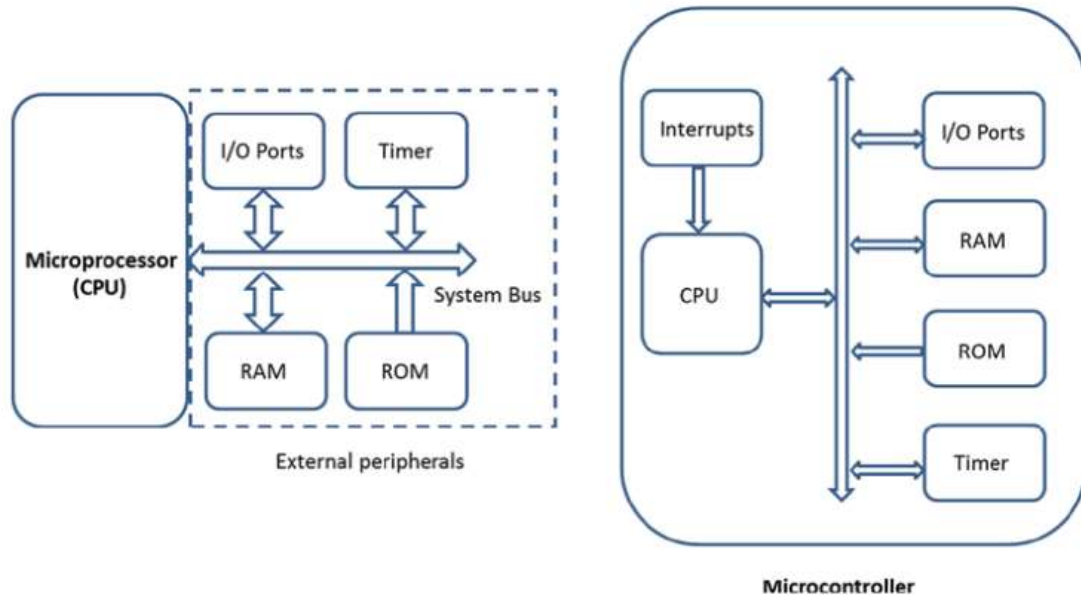 I/O Ports
Timer
Microprocessor
(CPU)
System Bus
RAM
ROM
External peripherals
Interrupts
I/O Ports
CPU
RAM
ROM
Timer
Microcontroller